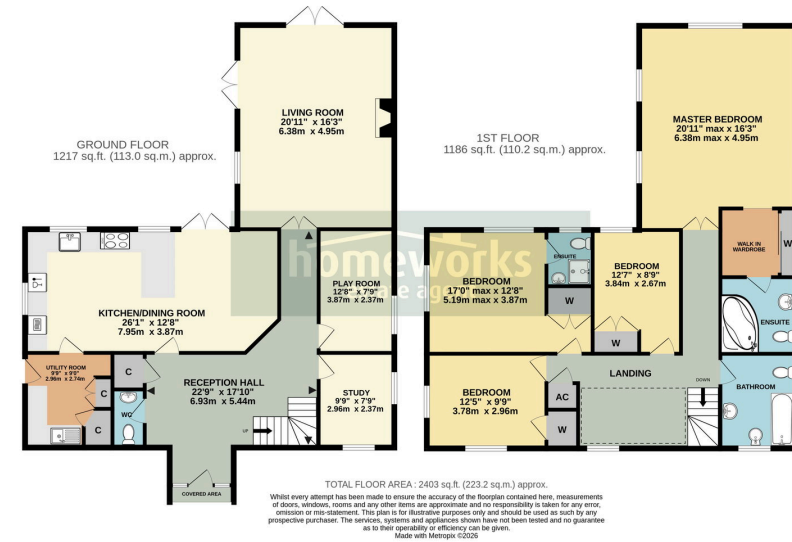 GROUND FLOOR
1217 sq.ft. (113.0 sq.m.) approx.
LIVING ROOM
20'11" x 16'3"
6.38m x 4.95m
KITCHEN/DINING ROOM
26'1" x 12'8"
7.95m x 3.87m
PLAY ROOM
12'8" x 7'9"
3.87m x 2.37m
UTILITY ROOM
9'9" x 9'0"
2.96m x 2.74m
C
C
C
WC
RECEPTION HALL
22'9" x 17'10"
6.93m x 5.44m
UP
STUDY
9'9" x 7'9"
2.96m x 2.37m
COVERED AREA
1ST FLOOR
1186 sq.ft. (110.2 sq.m.) approx.
MASTER BEDROOM
20'11" max x 16'3"
6.38m max x 4.95m
WALK IN
WARDROBE
W
ENSUITE
BEDROOM
17'0" max x 12'8"
5.19m max x 3.87m
ENSUITE
W
BEDROOM
12'7" x 8'9"
3.84m x 2.67m
W
BEDROOM
12'5" x 9'9"
3.78m x 2.96m
AC
W
LANDING
DOWN
BATHROOM
homeworks
TOTAL FLOOR AREA : 2403 sq.ft. (223.2 sq.m.) approx.
Whilst every attempt has been made to ensure the accuracy of the floorplan contained here, measurements
of doors, windows, rooms and any other items are approximate and no responsibility is taken for any error,
omission or mis-statement. This plan is for illustrative purposes only and should be used as such by any
prospective purchaser. The services, systems and appliances shown have not been tested and no guarantee
as to their operability or efficiency can be given.
Made with Metropix ©2026